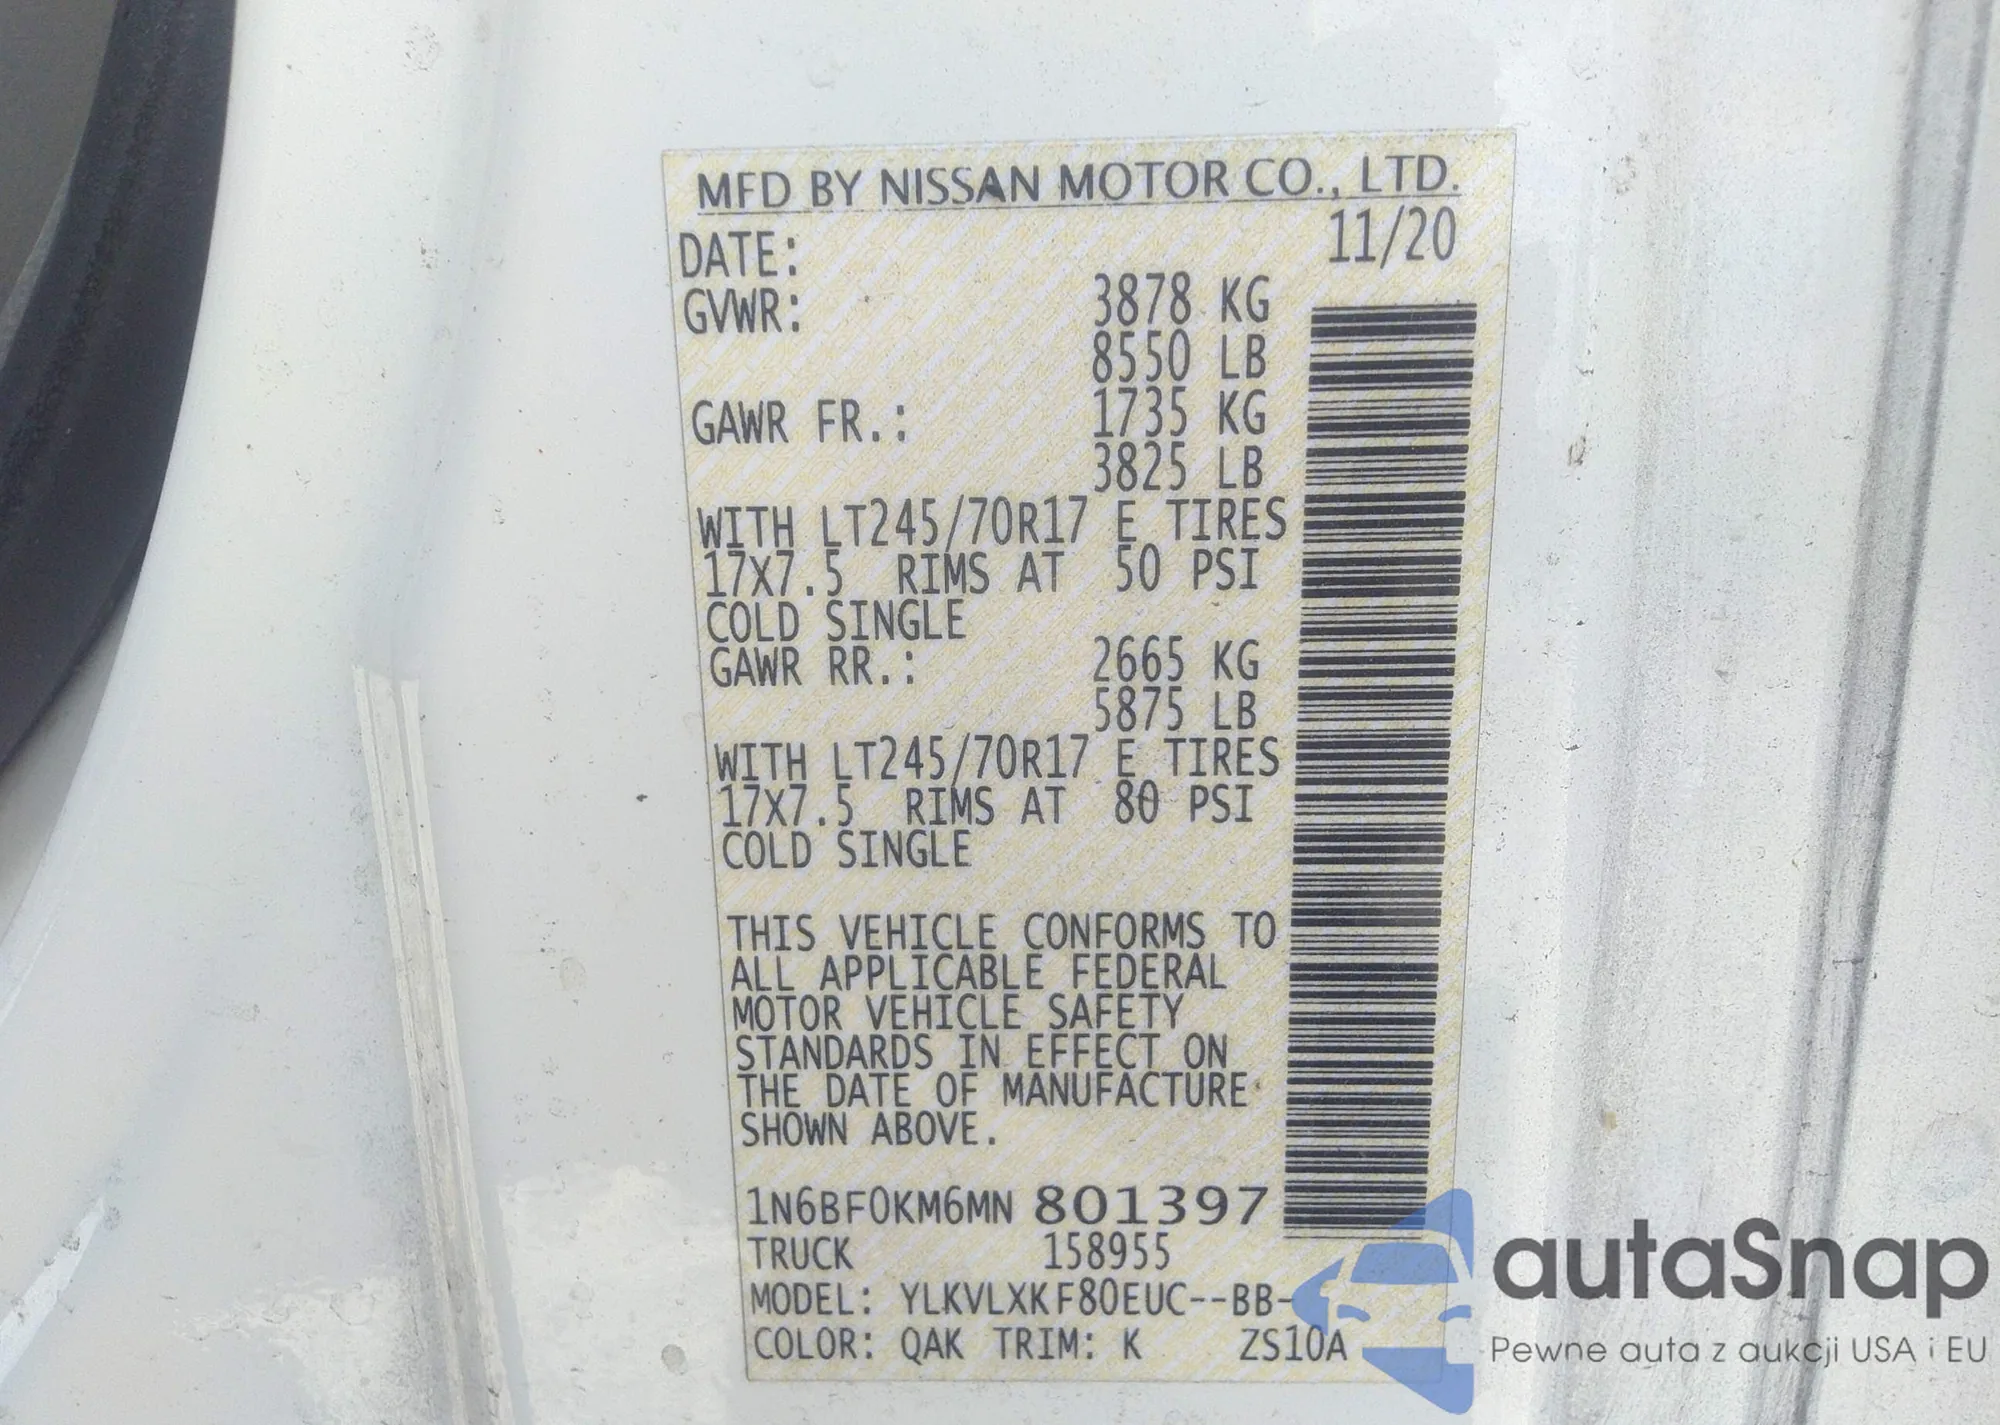 MFD BY NISSAN MOTOR CO., LTD.
DATE: 11/20
GVWR: 3878 KG
8550 LB
GAWR FR.: 1735 KG
3825 LB
WITH LT245/70R17 E TIRES
17X7.5 RIMS AT 50 PSI
COLD SINGLE
GAWR RR.: 2665 KG
5875 LB
WITH LT245/70R17 E TIRES
17X7.5 RIMS AT 80 PSI
COLD SINGLE
THIS VEHICLE CONFORMS TO
ALL APPLICABLE FEDERAL
MOTOR VEHICLE SAFETY
STANDARDS IN EFFECT ON
THE DATE OF MANUFACTURE
SHOWN ABOVE.
1N6BF0KM6MN 801397
TRUCK 158955
MODEL: YLKVLXKF80EUC--BB-
COLOR: QAK TRIM: K ZS10A
autaSnap
Pewne auta z aukcji USA i EU